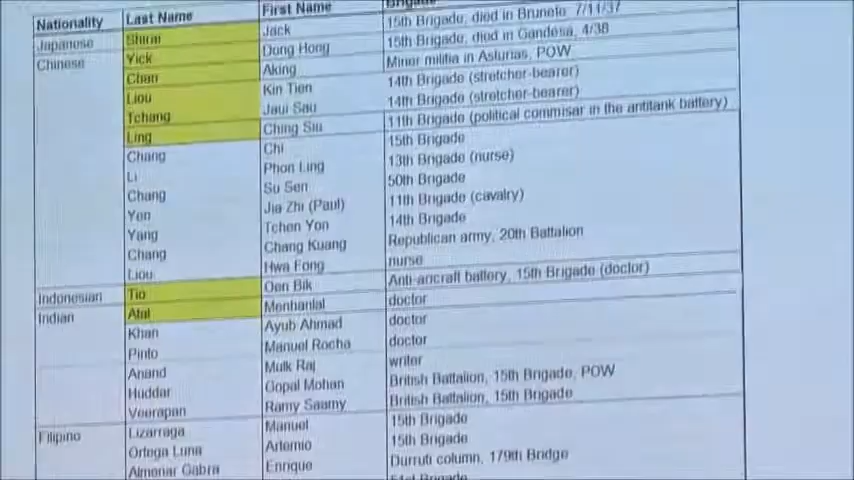 Nationality Last Name First Name Brigade
Japanese Shirai Jack 15th Brigade, died in Brunete 7/11/37
Chinese Yick Dong Hong 15th Brigade, died in Gandesa, 4/38
Chen Aking Minor militia in Asturias, POW
Liou Kin Tien 14th Brigade (stretcher-bearer)
Tchang Jaui Sau 14th Brigade (stretcher-bearer)
Ling Ching Siu 11th Brigade (political commisar in the antitank battery)
Chang Chi 15th Brigade
Li Phon Ling 13th Brigade (nurse)
Chang Su Sen 50th Brigade
Yen Jia Zhi (Paul) 11th Brigade (cavalry)
Yang Tchen Yon 14th Brigade
Chang Chang Kuang Republican army, 20th Battalion
Liou Hwa Fong nurse
Indonesian Tio Oen Bik Anti-aircraft battery, 15th Brigade (doctor)
Indian Atal Menhanlal doctor
Khan Ayub Ahmad doctor
Pinto Manuel Rocha doctor
Anand Mulk Raj writer
Huddar Gopal Mohan British Battalion, 15th Brigade, POW
Veerapan Ramy Saamy British Battalion, 15th Brigade
Filipino Lizarraga Manuel 15th Brigade
Ortega Luna Artemio 15th Brigade
Almenar Gabra Enrique Durruti column, 179th Bridge